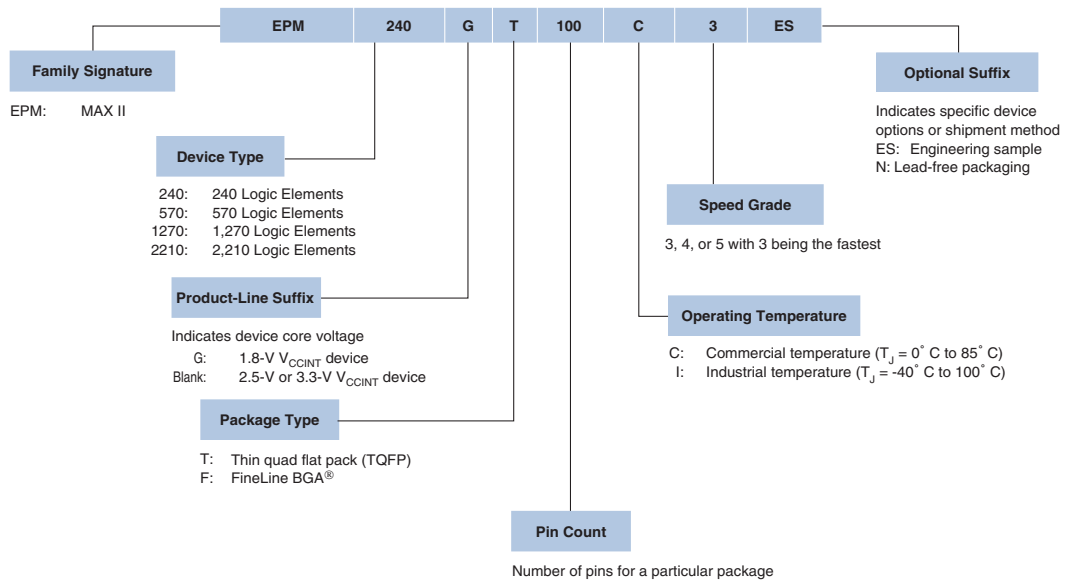 EPM 240 G T 100 C 3 ES
Family Signature
EPM: MAX II
Optional Suffix
Indicates specific device
options or shipment method
ES: Engineering sample
N: Lead-free packaging
Device Type
240: 240 Logic Elements
570: 570 Logic Elements
1270: 1,270 Logic Elements
2210: 2,210 Logic Elements
Speed Grade
3, 4, or 5 with 3 being the fastest
Product-Line Suffix
Indicates device core voltage
G: 1.8-V VCCINT device
Blank: 2.5-V or 3.3-V VCCINT device
Operating Temperature
C: Commercial temperature (TJ = 0° C to 85° C)
I: Industrial temperature (TJ = -40° C to 100° C)
Package Type
T: Thin quad flat pack (TQFP)
F: FineLine BGA®
Pin Count
Number of pins for a particular package